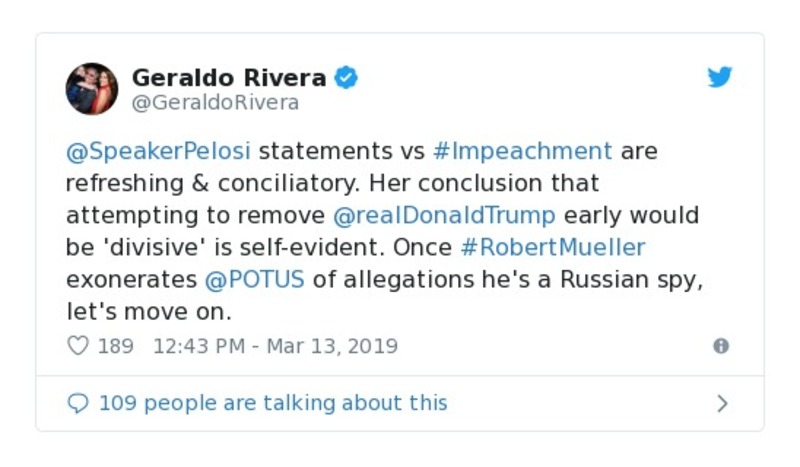 Geraldo Rivera
@GeraldoRivera
@SpeakerPelosi statements vs #Impeachment are
refreshing & conciliatory. Her conclusion that
attempting to remove @realDonaldTrump early would
be 'divisive' is self-evident. Once #RobertMueller
exonerates @POTUS of allegations he's a Russian spy,
let's move on.
189 12:43 PM - Mar 13, 2019
109 people are talking about this